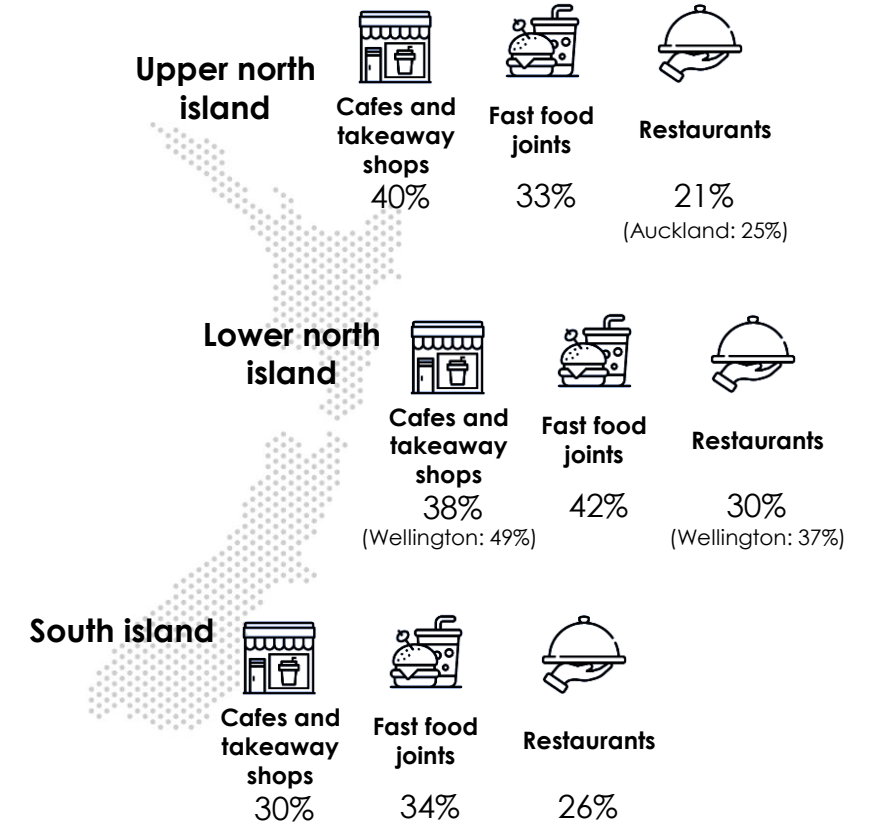 Upper north
island
Cafes and
takeaway
shops
40%
Fast food
joints
33%
Restaurants
21%
(Auckland: 25%)
Lower north
island
Cafes and
takeaway
shops
38%
(Wellington: 49%)
Fast food
joints
42%
Restaurants
30%
(Wellington: 37%)
South island
Cafes and
takeaway
shops
30%
Fast food
joints
34%
Restaurants
26%